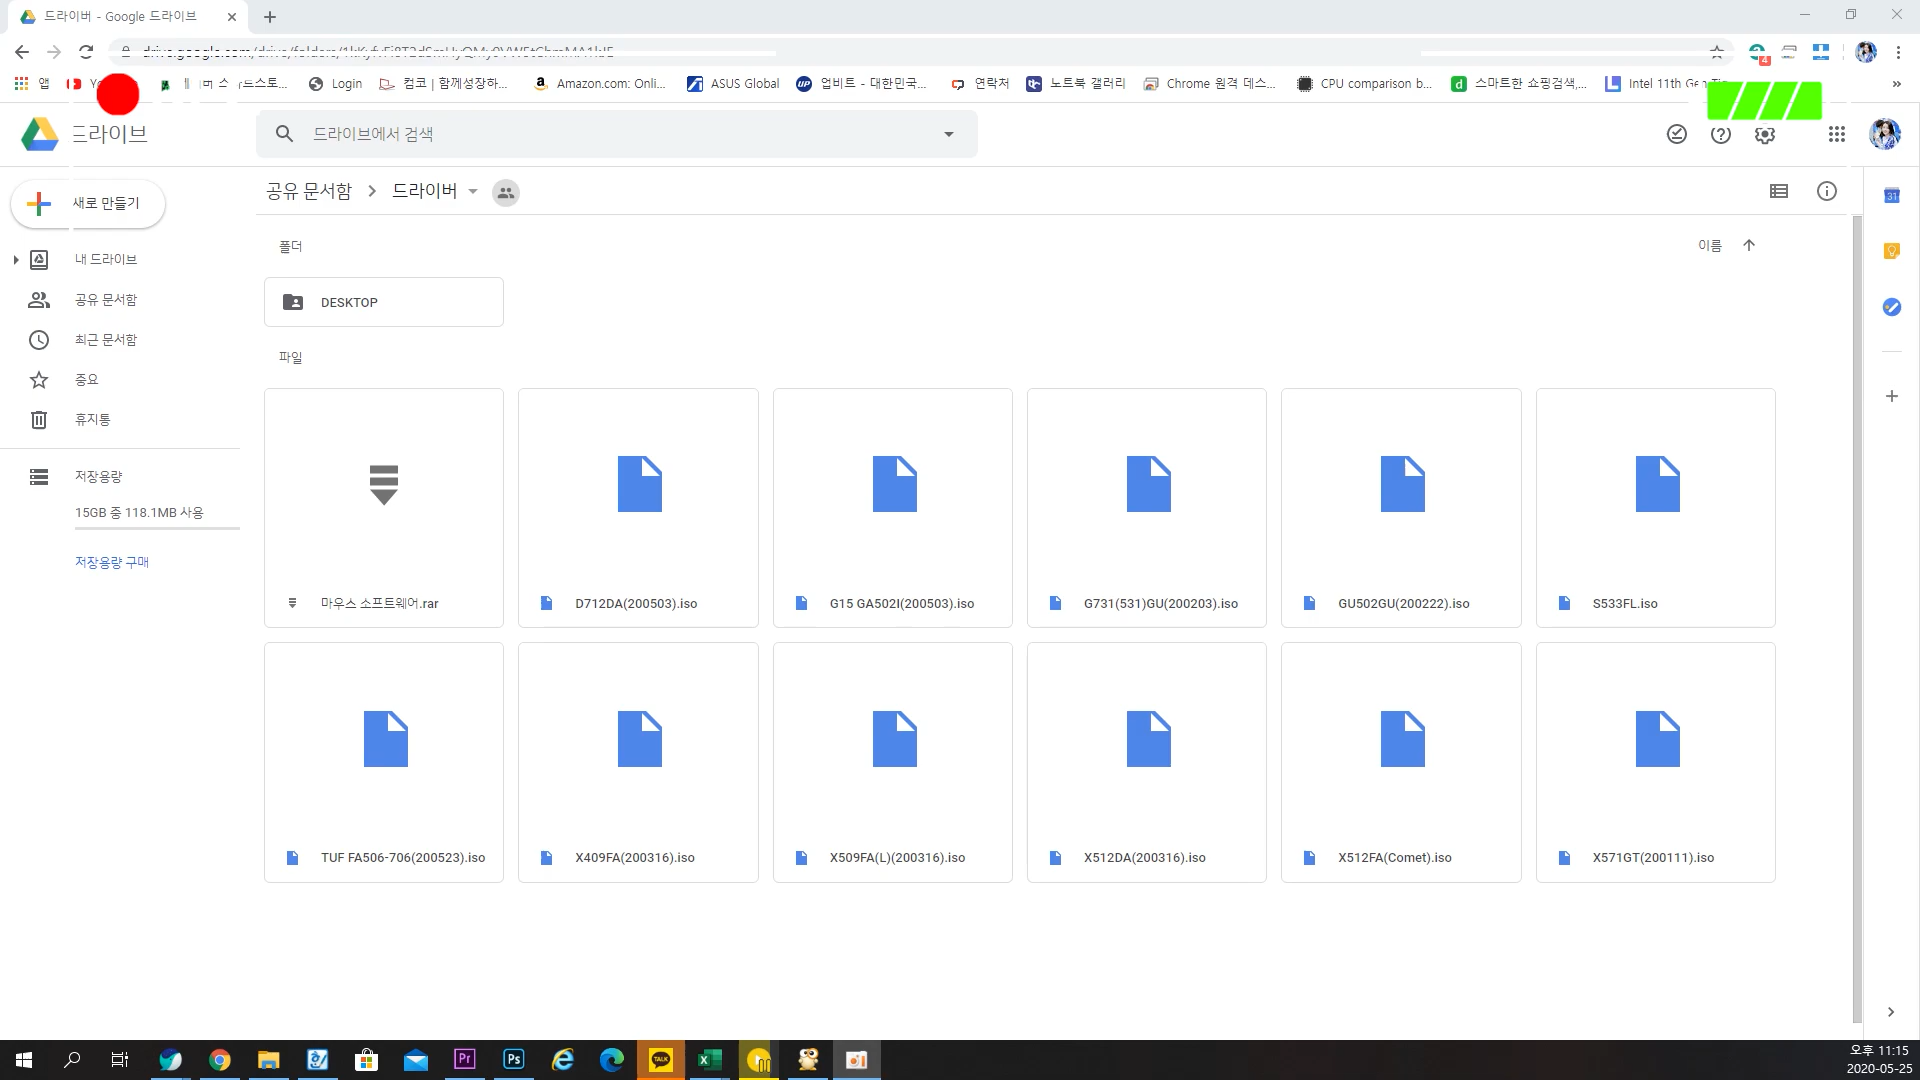 드라이버 - Google 드라이브
앱
Login
컴코 | 함께성장하...
Amazon.com: Onli...
ASUS Global
업비트 - 대한민국...
연락처
노트북 갤러리
Chrome 원격 데스...
CPU comparison b...
스마트한 쇼핑검색,...
Intel 11th
드라이브
드라이브에서 검색
새로 만들기
공유 문서함
드라이버
31
폴더
이름
내 드라이브
공유 문서함
최근 문서함
중요
휴지통
DESKTOP
파일
저장용량
15GB 중 118.1MB 사용
저장용량 구매
마우스 소프트웨어.rar
D712DA(200503).iso
G15 GA502I(200503).iso
G731(531)GU(200203).iso
GU502GU(200222).iso
S533FL.iso
TUF FA506-706(200523).iso
X409FA(200316).iso
X509FA(L)(200316).iso
X512DA(200316).iso
X512FA(Comet).iso
X571GT(200111).iso
Pr
Ps
TALK
오후 11:15
2020-05-25